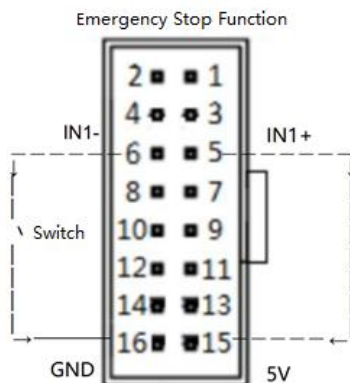 Emergency Stop Function
2 1
4 3
IN1- IN1+
6 5
8 7
Switch
10 9
12 11
14 13
16 15
GND 5V